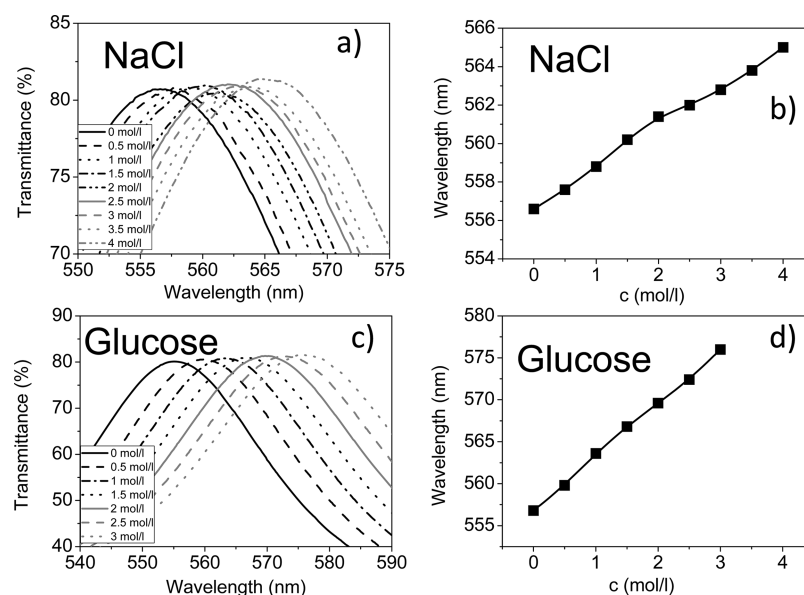 NaCl
a)
85
80
75
70
Transmittance (%)
0 mol/l
0.5 mol/l
1 mol/l
1.5 mol/l
2 mol/l
2.5 mol/l
3 mol/l
3.5 mol/l
4 mol/l
550 555 560 565 570 575
Wavelength (nm)
NaCl
b)
566
564
562
560
558
556
554
Wavelength (nm)
0 1 2 3 4
c (mol/l)
Glucose
c)
90
80
70
60
50
40
Transmittance (%)
0 mol/l
0.5 mol/l
1 mol/l
1.5 mol/l
2 mol/l
2.5 mol/l
3 mol/l
540 550 560 570 580 590
Wavelength (nm)
Glucose
d)
580
575
570
565
560
555
Wavelength (nm)
0 1 2 3 4
c (mol/l)